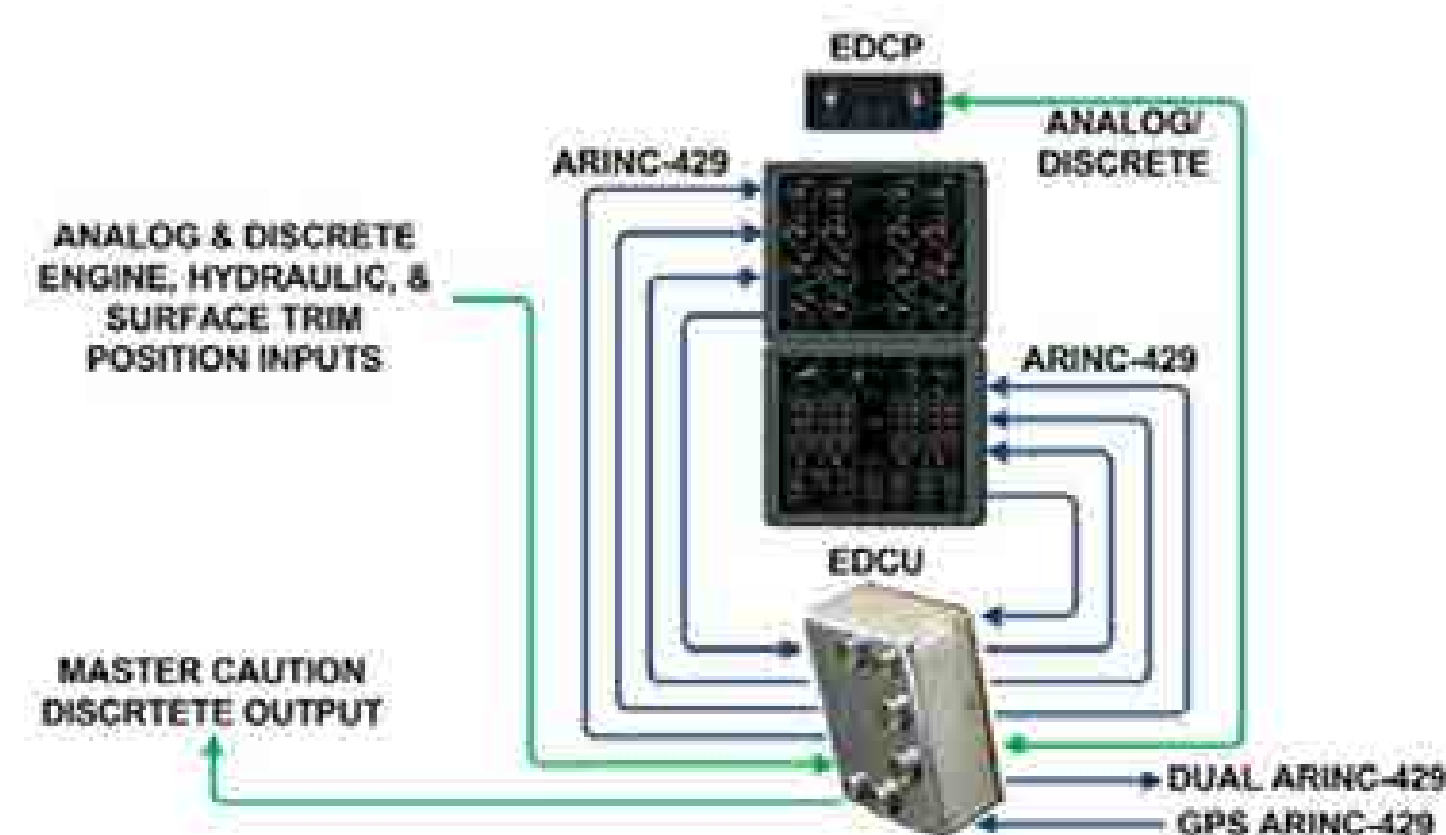 EDCP
ANALOG/
DISCRETE
ARINC-429
ANALOG & DISCRETE
ENGINE, HYDRAULIC, &
SURFACE TRIM
POSITION INPUTS
ARINC-429
EDCU
MASTER CAUTION
DISCRTETE OUTPUT
DUAL ARINC-429
GPS ARINC-429